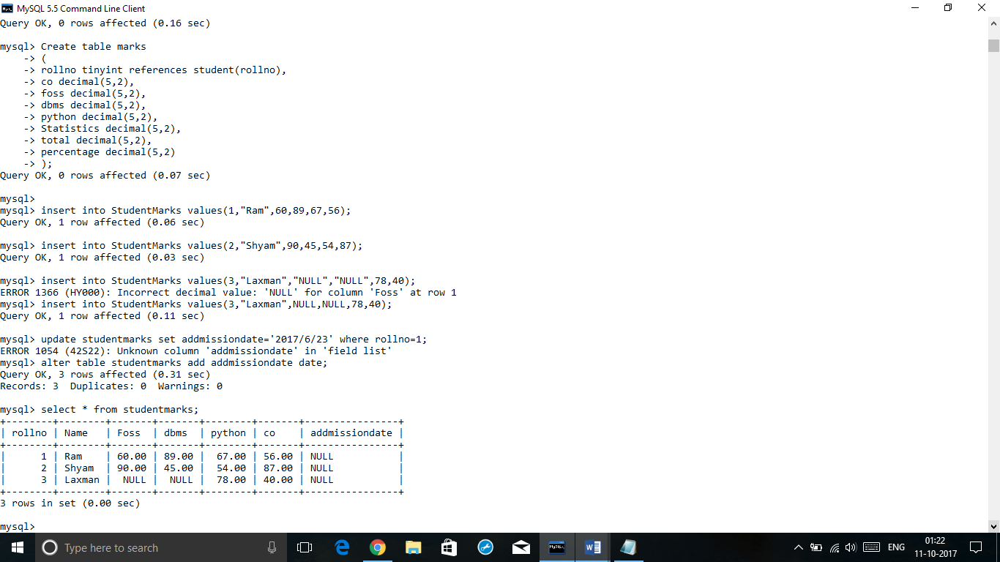 MySQL 5.5 Command Line Client
Query OK, 0 rows affected (0.16 sec)
mysql> Create table marks
    -> (
    -> rollno tinyint references student(rollno),
    -> co decimal(5,2),
    -> foss decimal(5,2),
    -> dbms decimal(5,2),
    -> python decimal(5,2),
    -> Statistics decimal(5,2),
    -> total decimal(5,2),
    -> percentage decimal(5,2)
    -> );
Query OK, 0 rows affected (0.07 sec)
mysql>
mysql> insert into StudentMarks values(1,"Ram",60,89,67,56);
Query OK, 1 row affected (0.06 sec)
mysql> insert into StudentMarks values(2,"Shyam",90,45,54,87);
Query OK, 1 row affected (0.03 sec)
mysql> insert into StudentMarks values(3,"Laxman","NULL","NULL",78,40);
ERROR 1366 (HY000): Incorrect decimal value: 'NULL' for column 'Foss' at row 1
mysql> insert into StudentMarks values(3,"Laxman",NULL,NULL,78,40);
Query OK, 1 row affected (0.11 sec)
mysql> update studentmarks set addmissiondate='2017/6/23' where rollno=1;
ERROR 1054 (42S22): Unknown column 'addmissiondate' in 'field list'
mysql> alter table studentmarks add addmissiondate date;
Query OK, 3 rows affected (0.31 sec)
Records: 3  Duplicates: 0  Warnings: 0
mysql> select * from studentmarks;
+--------+--------+-------+-------+--------+-------+----------------+
| rollno | Name   | Foss  | dbms  | python | co    | addmissiondate |
+--------+--------+-------+-------+--------+-------+----------------+
|      1 | Ram    | 60.00 | 89.00 |  67.00 | 56.00 | NULL           |
|      2 | Shyam  | 90.00 | 45.00 |  54.00 | 87.00 | NULL           |
|      3 | Laxman |  NULL |  NULL |  78.00 | 40.00 | NULL           |
+--------+--------+-------+-------+--------+-------+----------------+
3 rows in set (0.00 sec)
mysql>
Type here to search
ENG
01:22
11-10-2017